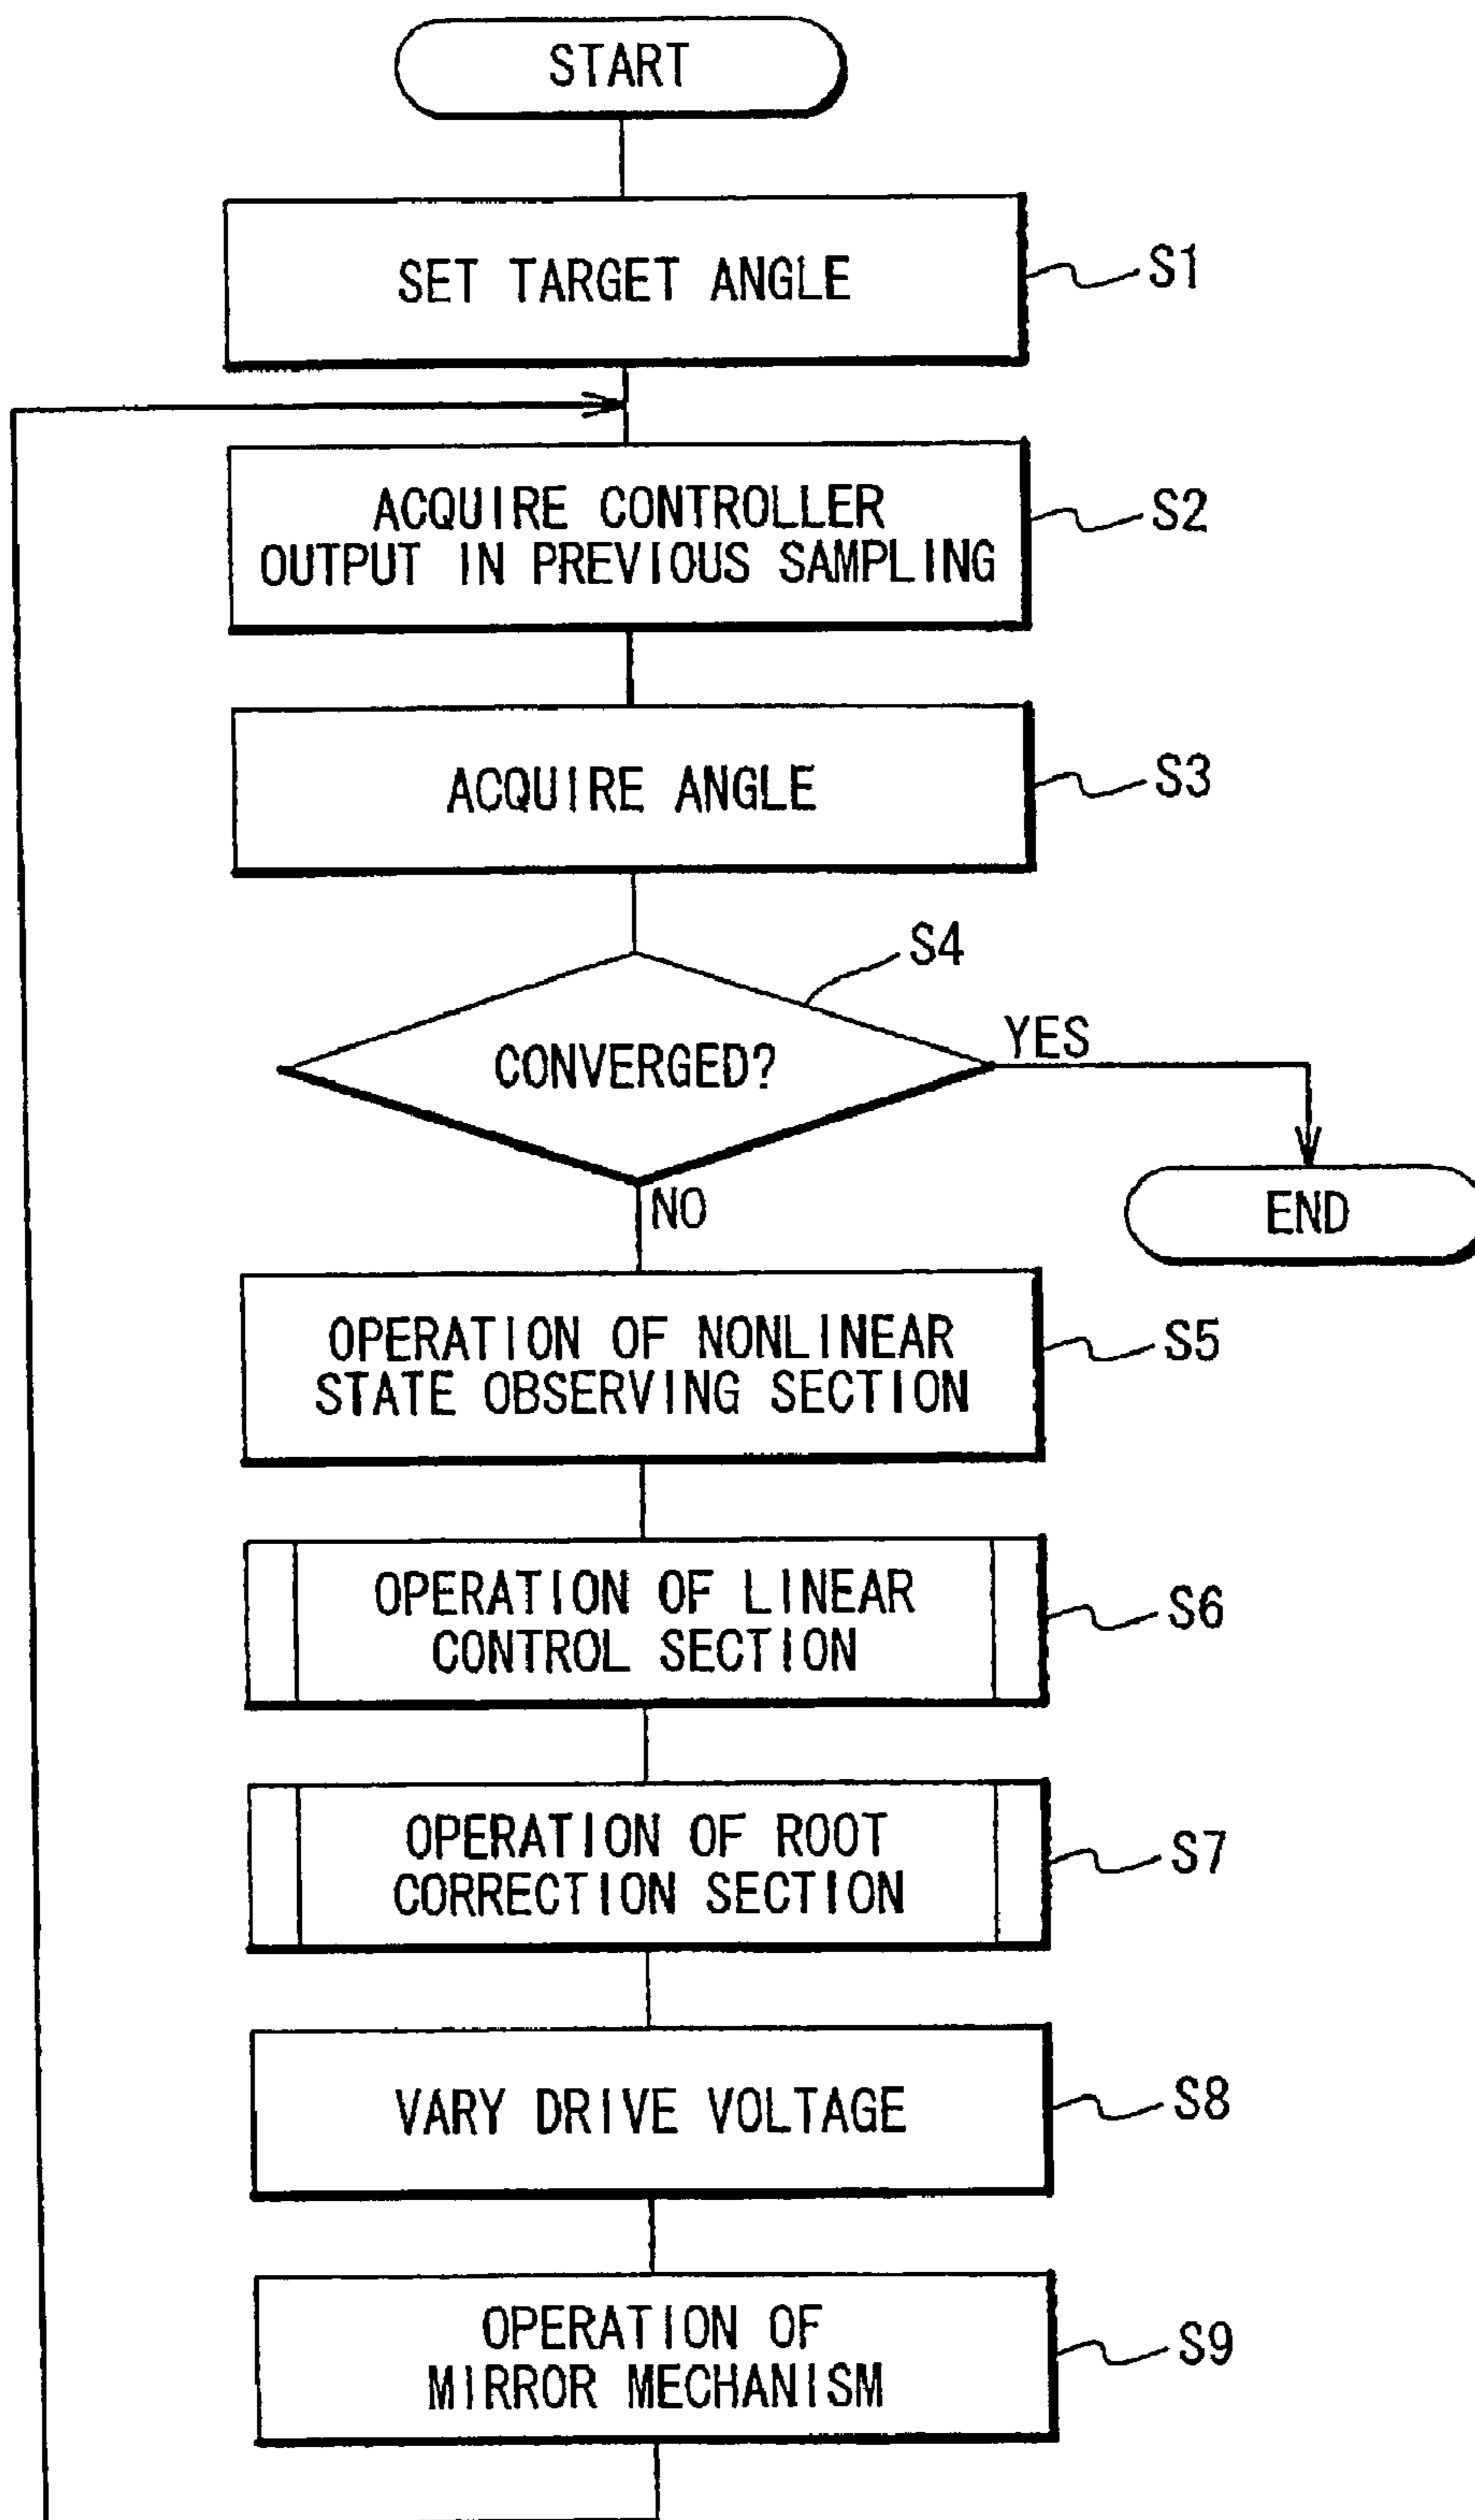 START
SET TARGET ANGLE
S1
ACQUIRE CONTROLLER
OUTPUT IN PREVIOUS SAMPLING
S2
ACQUIRE ANGLE
S3
S4
CONVERGED?
YES
NO
END
OPERATION OF NONLINEAR
STATE OBSERVING SECTION
S5
OPERATION OF LINEAR
CONTROL SECTION
S6
OPERATION OF ROOT
CORRECTION SECTION
S7
VARY DRIVE VOLTAGE
S8
OPERATION OF
MIRROR MECHANISM
S9